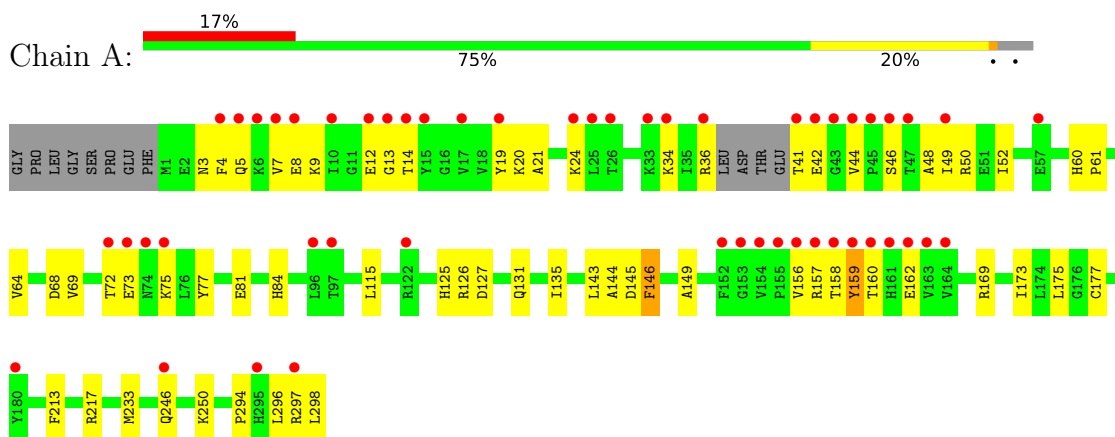 17%
Chain A:
75% 20% • •
GLY PRO LEU GLY SER PRO GLU PHE M1 E2 N3 F4 Q5 K6 V7 E8 K9 I10 G11 E12 G13 T14 Y15 G16 V17 V18 Y19 K20 A21 K24 L25 T26 K33 K34 I35 R36 LEU ASP THR GLU T41 E42 G43 V44 P45 S46 T47 A48 I49 R50 E51 I52 E57 H60 P61
V64 D68 V69 T72 E73 N74 K75 L76 Y77 E81 H84 L96 T97 L115 R122 H125 R126 D127 Q131 I135 L143 A144 D145 F146 A149 F152 G153 V154 P155 V156 R157 T158 Y159 T160 H161 E162 V163 V164 R169 I173 L174 L175 G176 C177
Y180 F213 R217 M233 Q246 K250 P294 H295 L296 R297 L298